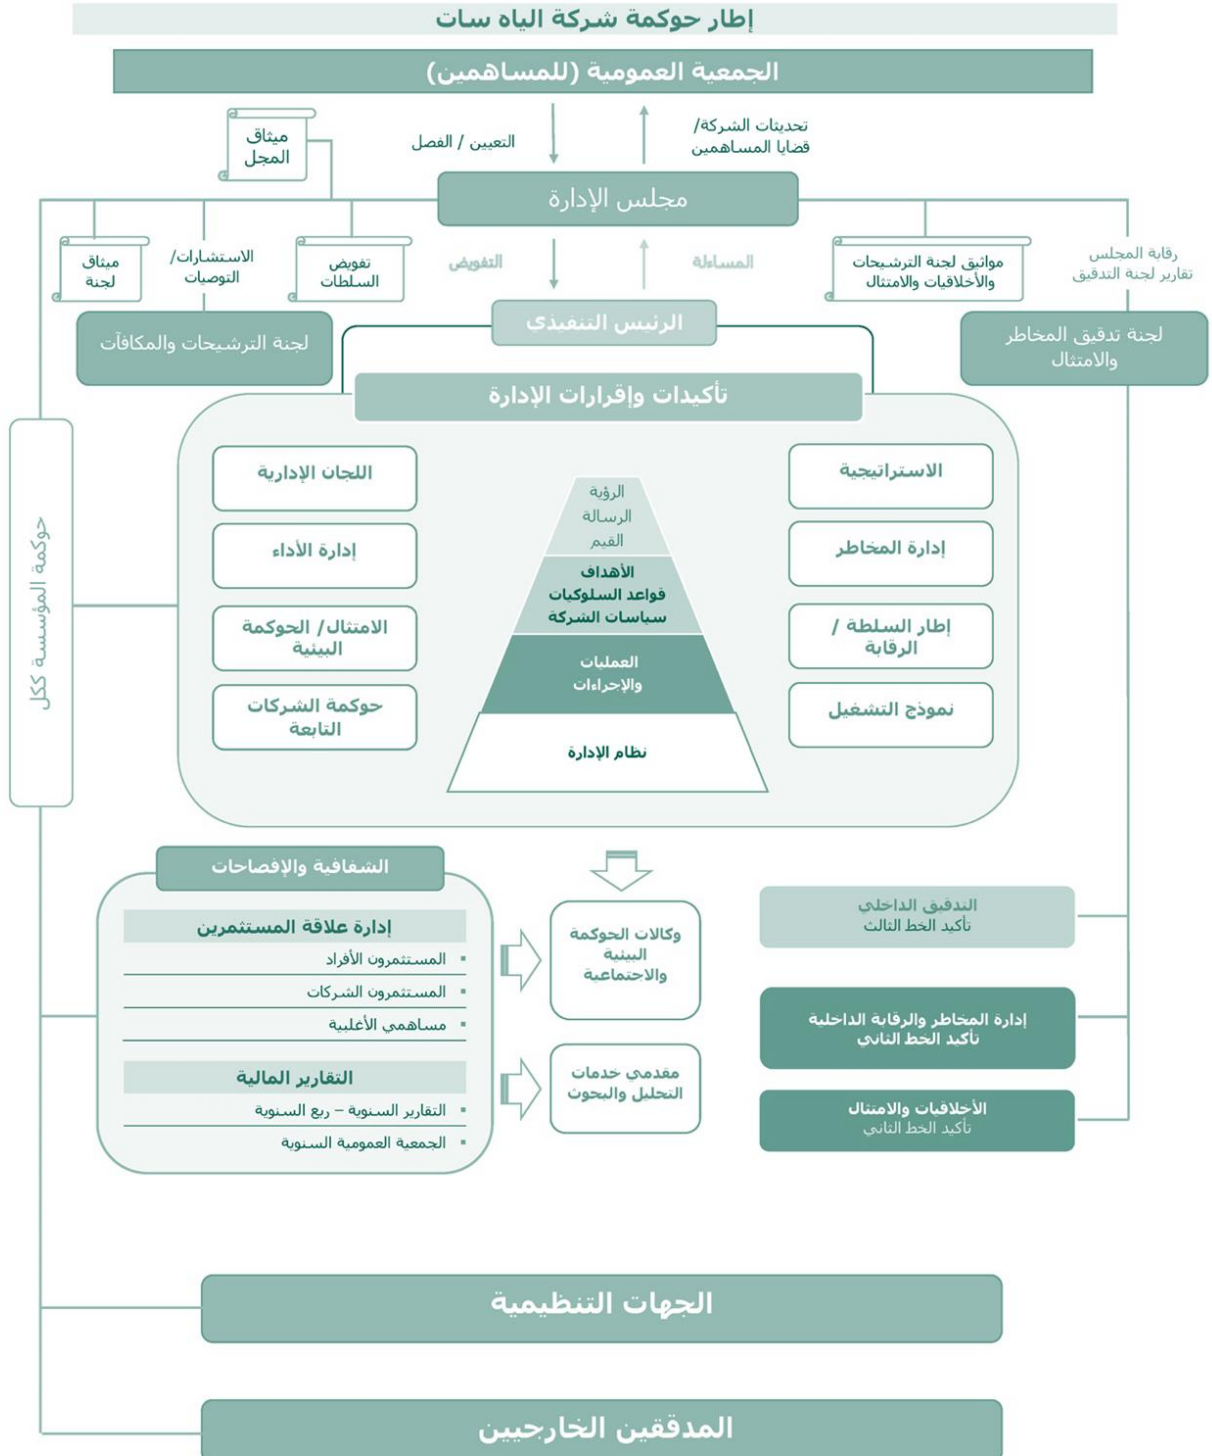 إطار حوكمة شركة الياه سات
الجمعية العمومية (للمساهمين)
تحديثات الشركة/
قضايا المساهمين
التعيين / الفصل
ميثاق
المجل
مجلس الإدارة
رقابة المجلس
تقارير لجنة التدقيق
مواثيق لجنة الترشيحات
والأخلاقيات والامتثال
المساءلة
التفويض
تفويض
السلطات
الاستشارات/
التوصيات
ميثاق
لجنة
الرئيس التنفيذى
لجنة تدقيق المخاطر
والامتثال
لجنة الترشيحات والمكافآت
تأكيدات وإقرارات الإدارة
الاستراتيجية
إدارة المخاطر
إطار السلطة /
الرقابة
نموذج التشغيل
الرؤية
الرسالة
القيم
الأهداف
قواعد السلوكيات
سياسات الشركة
العمليات
والإجراءات
نظام الإدارة
اللجان الإدارية
إدارة الأداء
الامتثال/ الحوكمة
البيئية
حوكمة الشركات
التابعة
حوكمة المؤسسة ككل
التدقيق الداخلي
تأكيد الخط الثالث
إدارة المخاطر والرقابة الداخلية
تأكيد الخط الثاني
الأخلاقيات والامتثال
تأكيد الخط الثاني
وكالات الحوكمة
البيئية
والاجتماعية
مقدمي خدمات
التحليل والبحوث
الشفافية والإفصاحات
إدارة علاقة المستثمرين
▪ المستثمرون الأفراد
▪ المستثمرون الشركات
▪ مساهمي الأغلبية
التقارير المالية
▪ التقارير السنوية – ربع السنوية
▪ الجمعية العمومية السنوية
الجهات التنظيمية
المدققين الخارجيين